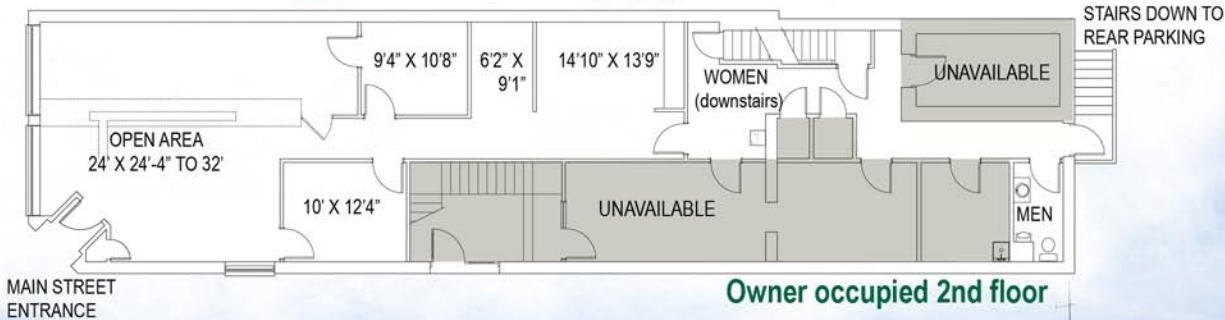 STAIRS DOWN TO
REAR PARKING
9'4" X 10'8"
6'2" X
9'1"
14'10" X 13'9"
WOMEN
(downstairs)
UNAVAILABLE
OPEN AREA
24' X 24'-4" TO 32'
10' X 12'4"
UNAVAILABLE
MEN
MAIN STREET
ENTRANCE
Owner occupied 2nd floor